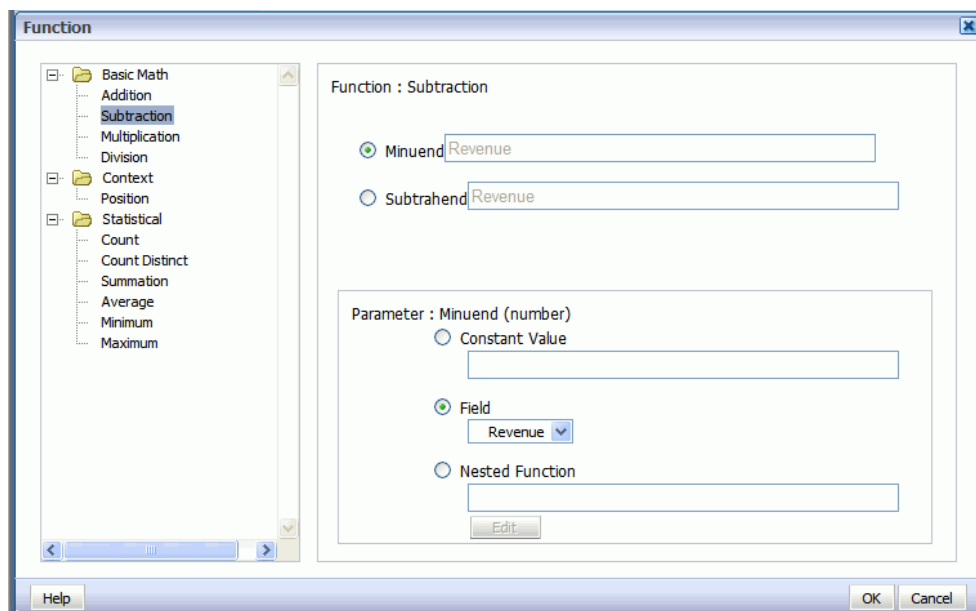 Function
Basic Math
Addition
Subtraction
Multiplication
Division
Context
Position
Statistical
Count
Count Distinct
Summation
Average
Minimum
Maximum
Function : Subtraction
Minuend Revenue
Subtrahend Revenue
Parameter : Minuend (number)
Constant Value
Field
Revenue
Nested Function
Edit
Help OK Cancel